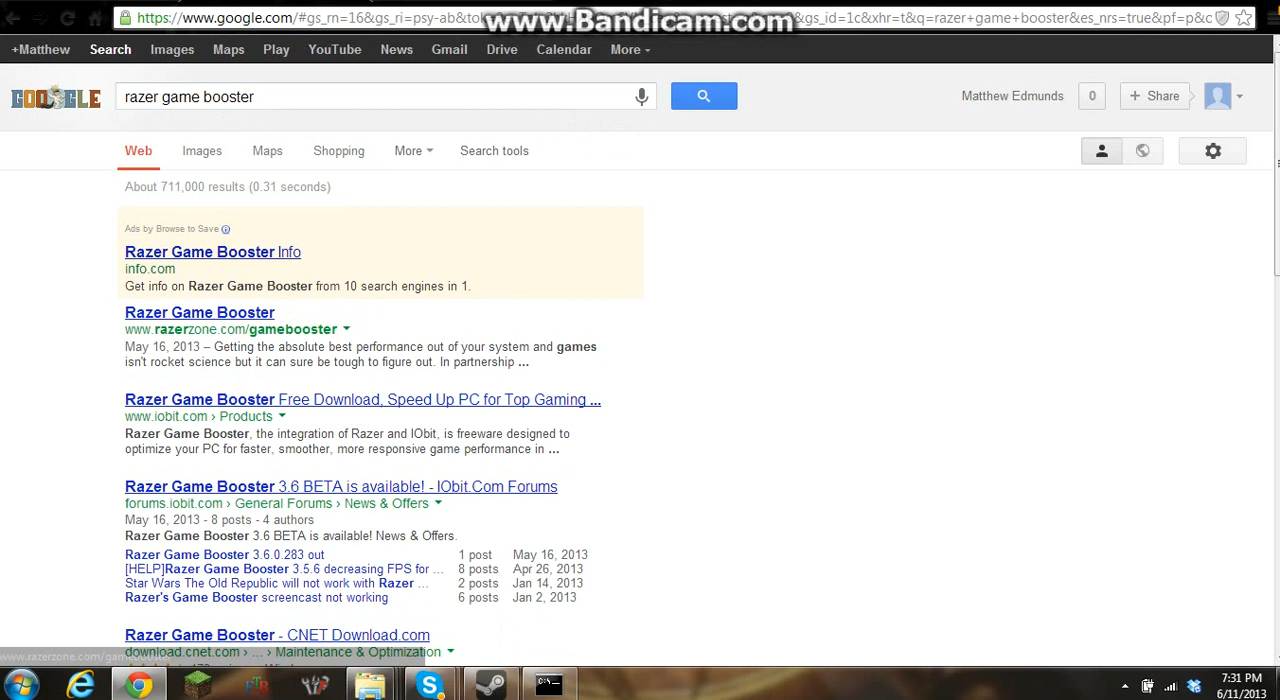 https://www.google.com/#gs_rn=16&gs_ri=psy-ab&tok
www.Bandicam.com
&gs_id=1c&xhr=t&q=razer+game+booster&es_nrs=true&pf=p&c
+Matthew Search Images Maps Play YouTube News Gmail Drive Calendar More
GOOGLE
razer game booster
Matthew Edmunds 0 + Share
Web Images Maps Shopping More Search tools
About 711,000 results (0.31 seconds)
Ads by Browse to Save
Razer Game Booster Info
info.com
Get info on Razer Game Booster from 10 search engines in 1.
Razer Game Booster
www.razerzone.com/gamebooster
May 16, 2013 – Getting the absolute best performance out of your system and games
isn't rocket science but it can sure be tough to figure out. In partnership ...
Razer Game Booster Free Download, Speed Up PC for Top Gaming ...
www.iobit.com › Products
Razer Game Booster, the integration of Razer and IObit, is freeware designed to
optimize your PC for faster, smoother, more responsive game performance in ...
Razer Game Booster 3.6 BETA is available! - IObit.Com Forums
forums.iobit.com › General Forums › News & Offers
May 16, 2013 - 8 posts - 4 authors
Razer Game Booster 3.6 BETA is available! News & Offers.
Razer Game Booster 3.6.0.283 out 1 post May 16, 2013
[HELP]Razer Game Booster 3.5.6 decreasing FPS for ... 8 posts Apr 26, 2013
Star Wars The Old Republic will not work with Razer ... 2 posts Jan 14, 2013
Razer's Game Booster screencast not working 6 posts Jan 2, 2013
Razer Game Booster - CNET Download.com
download.cnet.com › ... › Maintenance & Optimization
www.razerzone.com/gamebooster
7:31 PM
6/11/2013